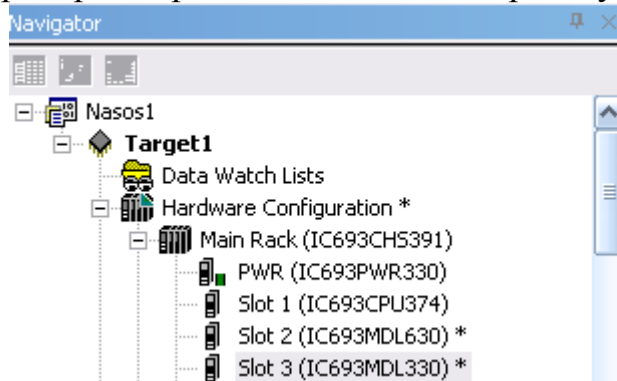 Navigator
Nasos1
Target1
Data Watch Lists
Hardware Configuration *
Main Rack (IC693CHS391)
PWR (IC693PWR330)
Slot 1 (IC693CPU374)
Slot 2 (IC693MDL630) *
Slot 3 (IC693MDL330) *